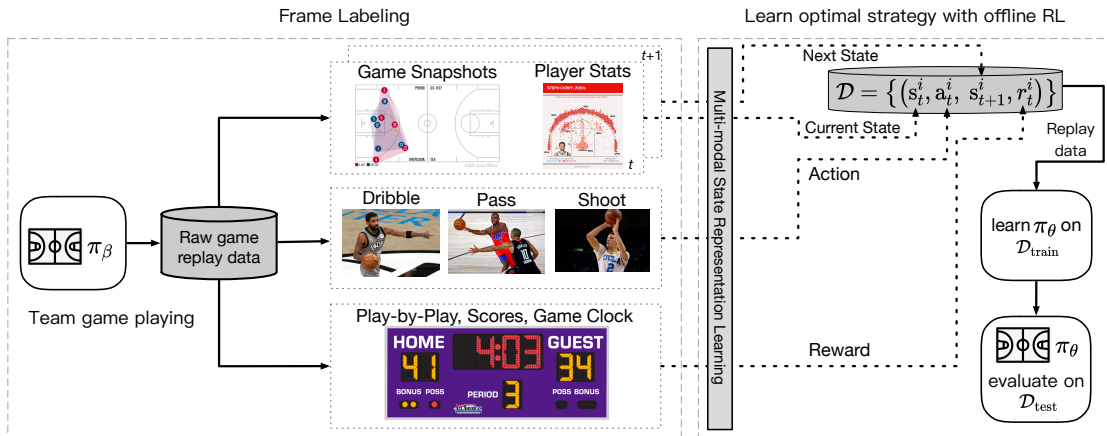 Frame Labeling
Learn optimal strategy with offline RL
t+1
Game Snapshots
Player Stats
STEPH CURRY, 2010s
t
Dribble
Pass
Shoot
π_β
Raw game
replay data
Team game playing
Play-by-Play, Scores, Game Clock
HOME
4:03
GUEST
41
34
BONUS
POSS
PERIOD
3
POSS
BONUS
Multi-modal State Representation Learning
Next State
𝒟 = {(s_t^i, a_t^i, s_{t+1}^i, r_t^i)}
Current State
Action
Reward
Replay
data
learn π_θ on
𝒟_train
π_θ
evaluate on
𝒟_test